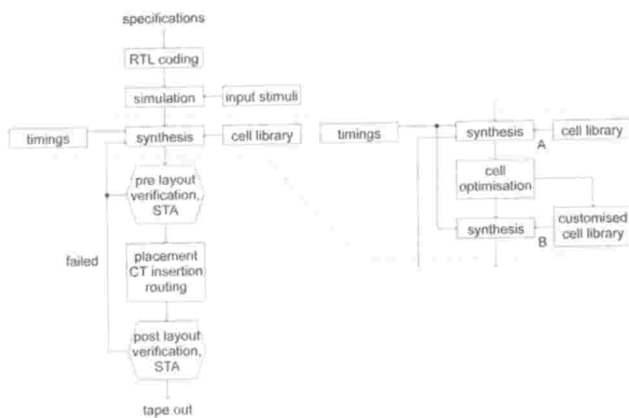 specifications
RTL coding
simulation
input stimuli
timings
synthesis
cell library
pre layout
verification,
STA
failed
placement
CT insertion
routing
post layout
verification,
STA
tape out
timings
synthesis
A
cell library
cell
optimisation
synthesis
B
customised
cell library